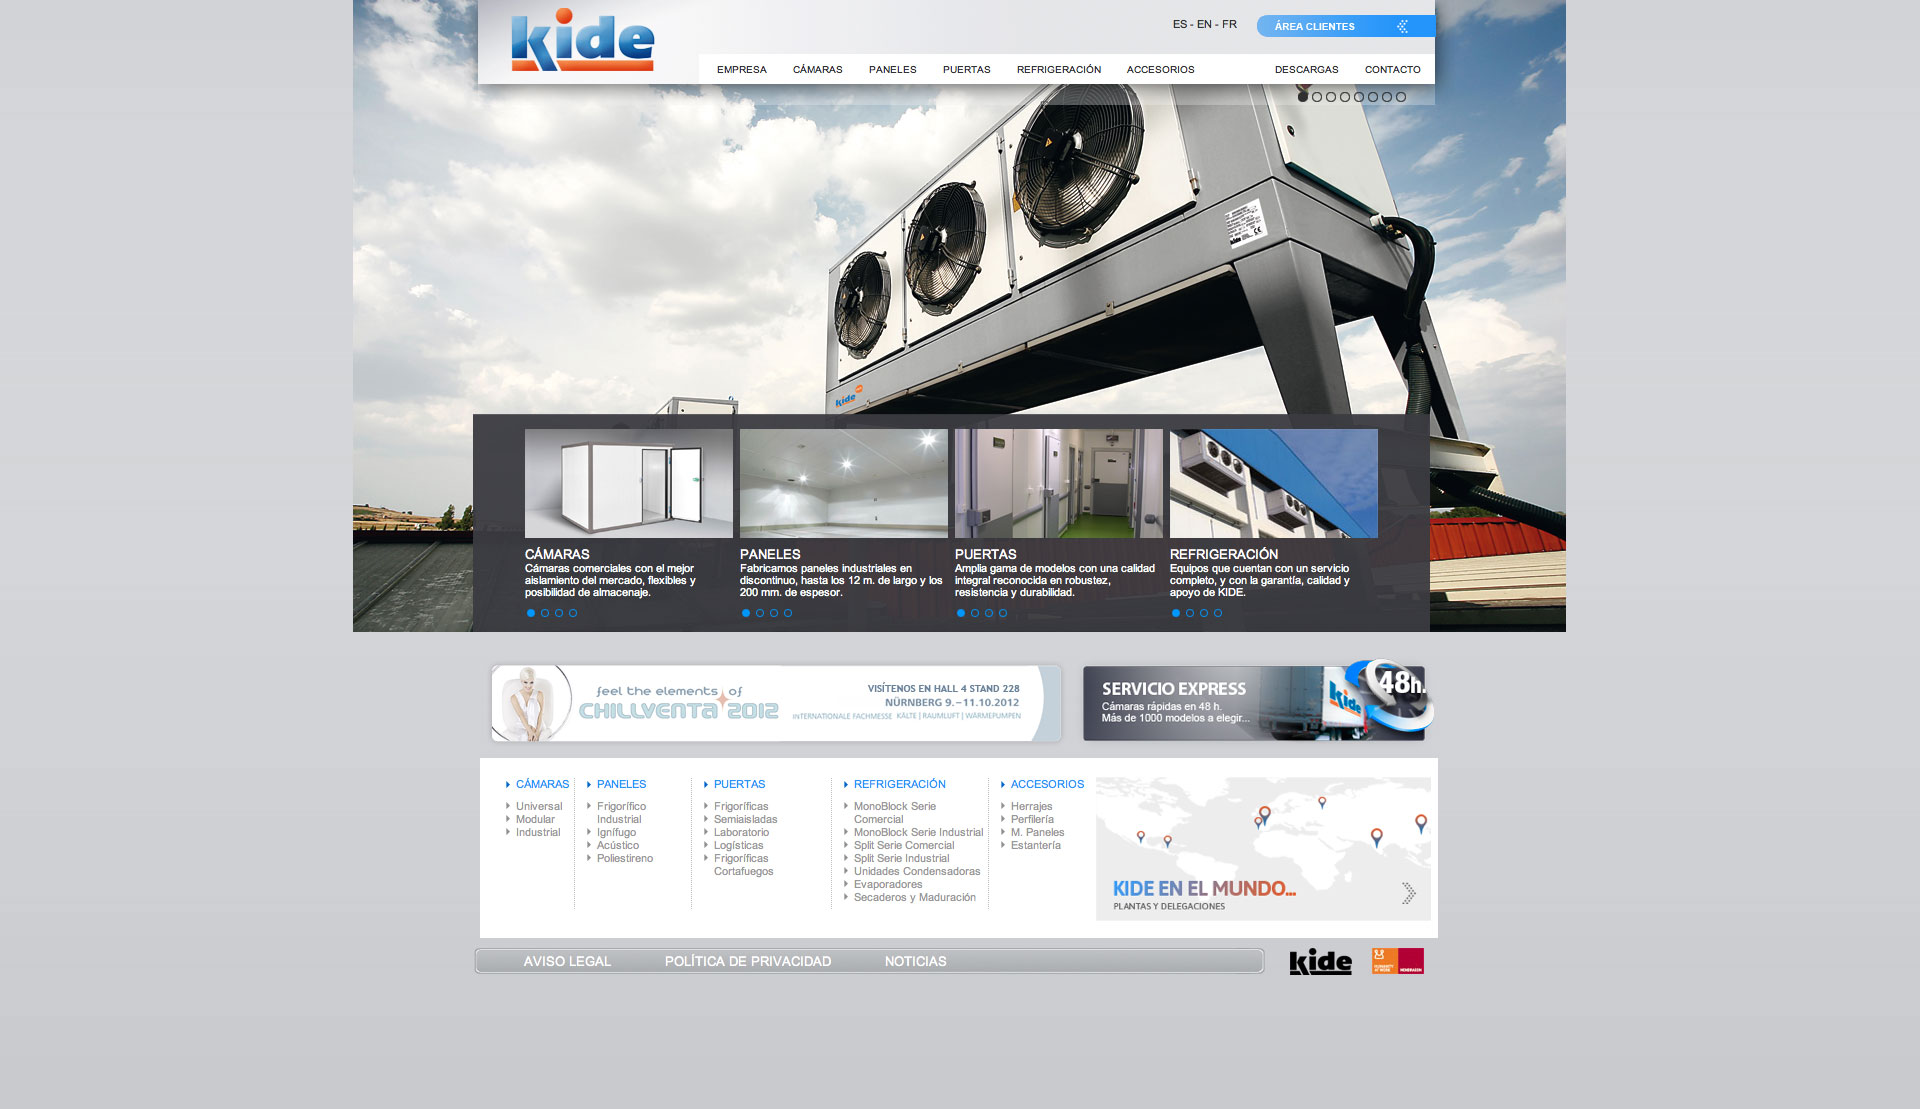 kide
ES - EN - FR
ÁREA CLIENTES
EMPRESA CÁMARAS PANELES PUERTAS REFRIGERACIÓN ACCESORIOS DESCARGAS CONTACTO
kide
kide
CÁMARAS
Cámaras comerciales con el mejor
aislamiento del mercado, flexibles y
posibilidad de almacenaje.
PANELES
Fabricamos paneles industriales en
discontinuo, hasta los 12 m. de largo y los
200 mm. de espesor.
PUERTAS
Amplia gama de modelos con una calidad
integral reconocida en robustez,
resistencia y durabilidad.
REFRIGERACIÓN
Equipos que cuentan con un servicio
completo, y con la garantía, calidad y
apoyo de KIDE.
feel the elements of
CHILLVENTA 2012
VISÍTENOS EN HALL 4 STAND 228
NÜRNBERG 9.–11.10.2012
INTERNATIONALE FACHMESSE KÄLTE | RAUMLUFT | WÄRMEPUMPEN
SERVICIO EXPRESS
Cámaras rápidas en 48 h.
Más de 1000 modelos a elegir...
kide
48h.
CÁMARAS
Universal
Modular
Industrial
PANELES
Frigorífico
Industrial
Ignífugo
Acústico
Poliestireno
PUERTAS
Frigoríficas
Semiaisladas
Laboratorio
Logísticas
Frigoríficas
Cortafuegos
REFRIGERACIÓN
MonoBlock Serie
Comercial
MonoBlock Serie Industrial
Split Serie Comercial
Split Serie Industrial
Unidades Condensadoras
Evaporadores
Secaderos y Maduración
ACCESORIOS
Herrajes
Perfilería
M. Paneles
Estantería
KIDE EN EL MUNDO...
PLANTAS Y DELEGACIONES
AVISO LEGAL POLÍTICA DE PRIVACIDAD NOTICIAS
kide
HUMANITY
AT WORK
MONDRAGON